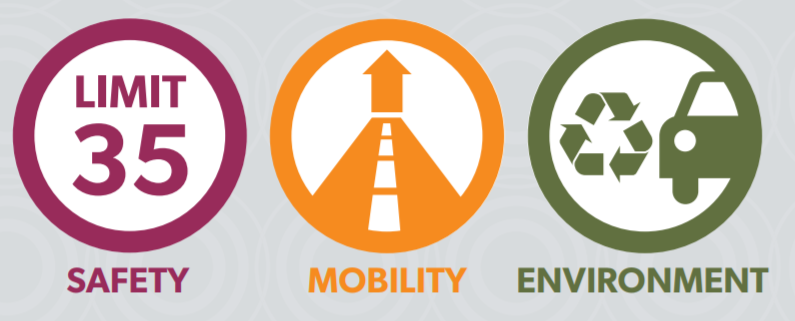 LIMIT
35
SAFETY
MOBILITY
ENVIRONMENT